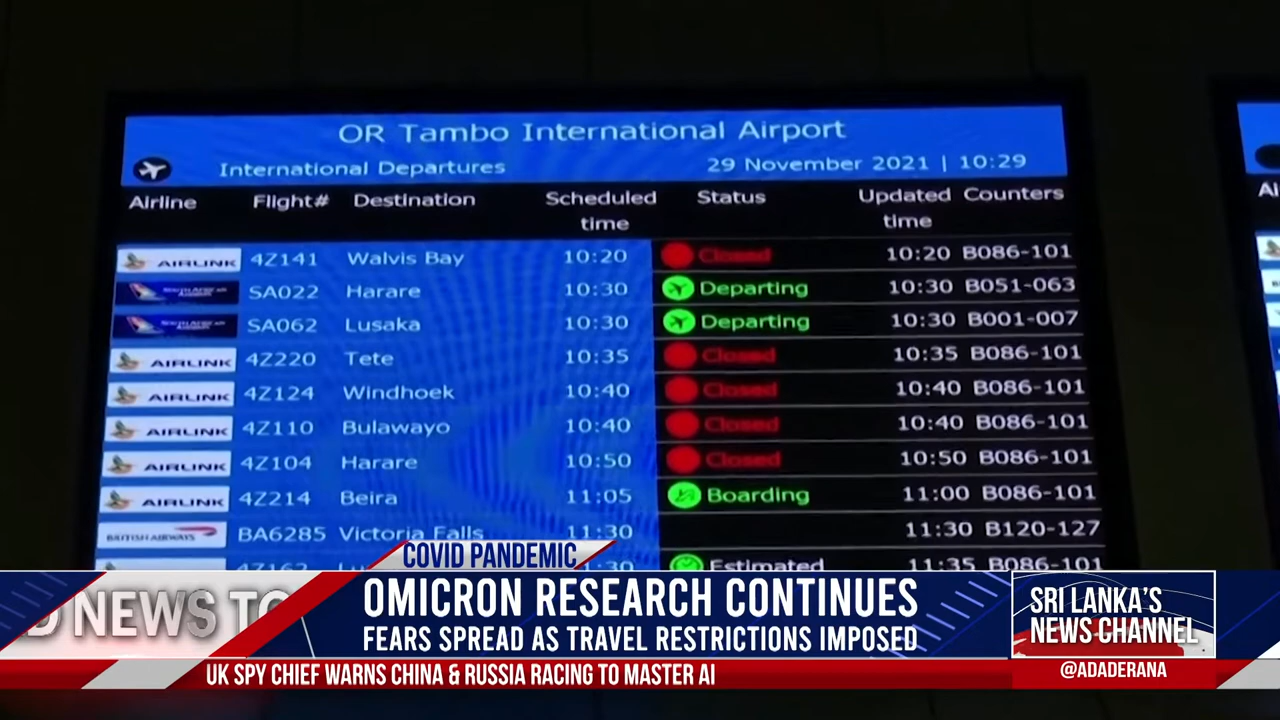 OR Tambo International Airport
International Departures 29 November 2021 | 10:29
Airline Flight# Destination Scheduled time Status Updated time Counters
AIRLINK 4Z141 Walvis Bay 10:20 Closed 10:20 B086-101
SA022 Harare 10:30 Departing 10:30 B051-063
SA062 Lusaka 10:30 Departing 10:30 B001-007
AIRLINK 4Z220 Tete 10:35 Closed 10:35 B086-101
AIRLINK 4Z124 Windhoek 10:40 Closed 10:40 B086-101
AIRLINK 4Z110 Bulawayo 10:40 Closed 10:40 B086-101
AIRLINK 4Z104 Harare 10:50 Closed 10:50 B086-101
AIRLINK 4Z214 Beira 11:05 Boarding 11:00 B086-101
BRITISH AIRWAYS BA6285 Victoria Falls 11:30 11:30 B120-127
4Z162 Estimated 11:35 B086-101
COVID PANDEMIC
NEWS
OMICRON RESEARCH CONTINUES
FEARS SPREAD AS TRAVEL RESTRICTIONS IMPOSED
SRI LANKA'S
NEWS CHANNEL
UK SPY CHIEF WARNS CHINA & RUSSIA RACING TO MASTER AI
@ADADERANA